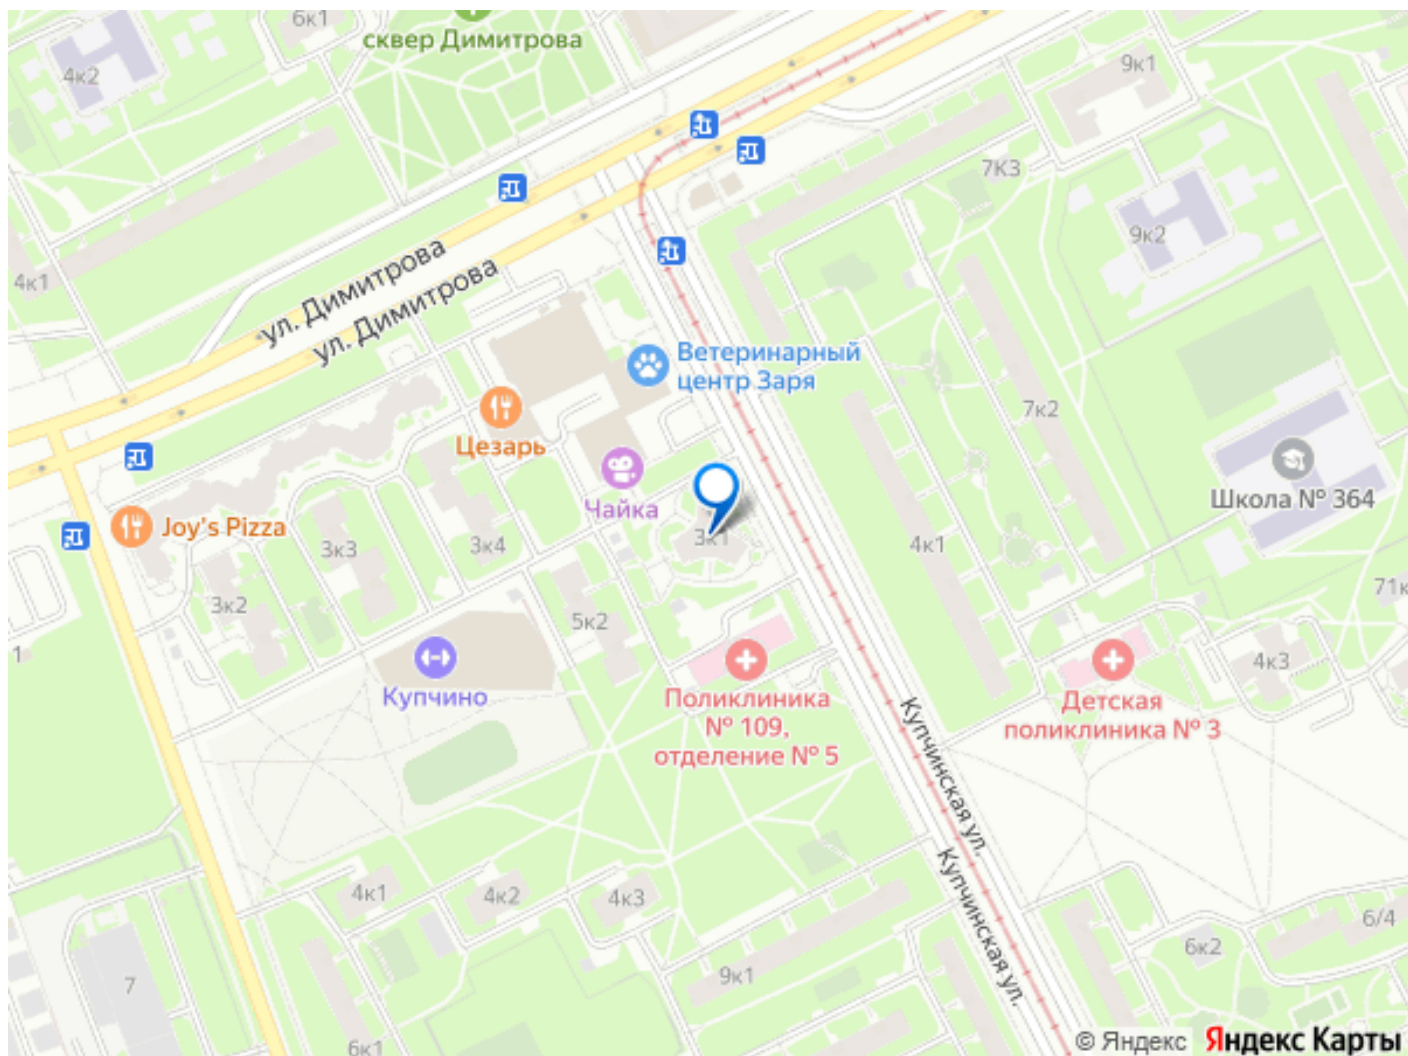 6к1
сквер Димитрова
4к2
9к1
7К3
9к2
4к1
ул. Димитрова
ул. Димитрова
Ветеринарный
центр Заря
7к2
Цезарь
Школа № 364
Чайка
Joy's Pizza
3к3
3к4
3к1
4к1
71к
3к2
5к2
1
4к3
Купчино
Поликлиника
№ 109,
отделение № 5
Детская
поликлиника № 3
Купчинская ул.
Купчинская ул.
4к1
4к2
4к3
6/4
6к2
9к1
7
6к1
© Яндекс
Яндекс Карты